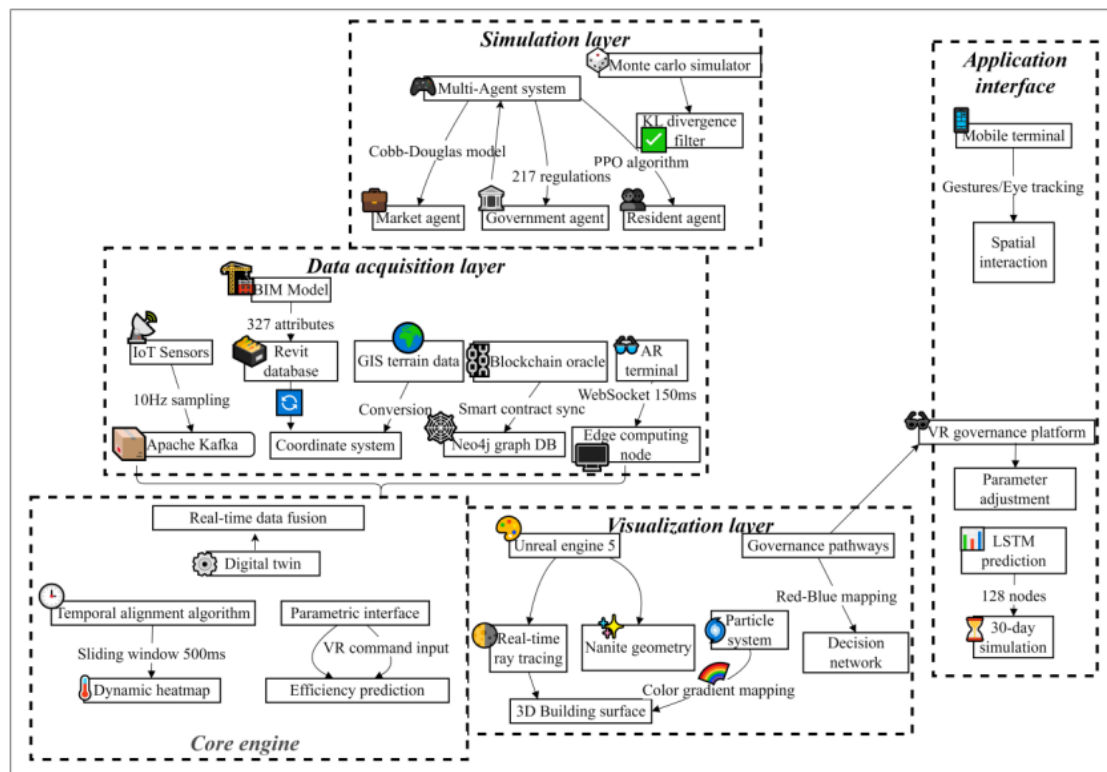 Simulation layer
Monte carlo simulator
Multi-Agent system
KL divergence
filter
Cobb-Douglas model
PPO algorithm
217 regulations
Market agent
Government agent
Resident agent
Application
interface
Mobile terminal
Gestures/Eye tracking
Spatial
interaction
VR governance platform
Parameter
adjustment
LSTM
prediction
128 nodes
30-day
simulation
Data acquisition layer
BIM Model
327 attributes
IoT Sensors
Revit
database
GIS terrain data
Blockchain oracle
AR
terminal
10Hz sampling
Conversion
Smart contract sync
WebSocket 150ms
Apache Kafka
Coordinate system
Neo4j graph DB
Edge computing
node
Real-time data fusion
Digital twin
Temporal alignment algorithm
Parametric interface
Sliding window 500ms
VR command input
Dynamic heatmap
Efficiency prediction
Core engine
Visualization layer
Unreal engine 5
Governance pathways
Red-Blue mapping
Real-time
ray tracing
Nanite geometry
Particle
system
Decision
network
Color gradient mapping
3D Building surface